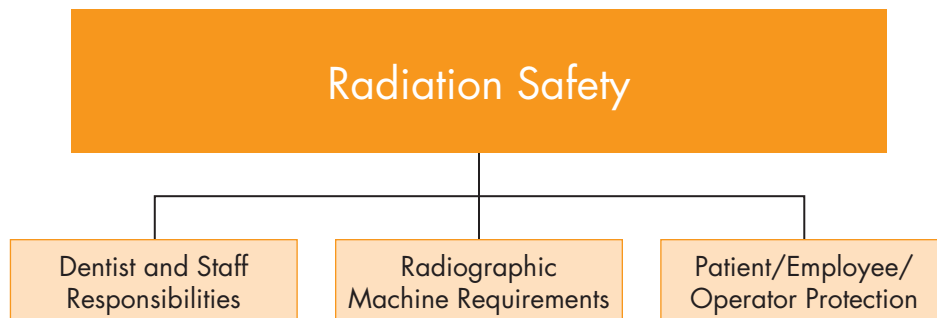 Radiation Safety
Dentist and Staff
Responsibilities
Radiographic
Machine Requirements
Patient/Employee/
Operator Protection